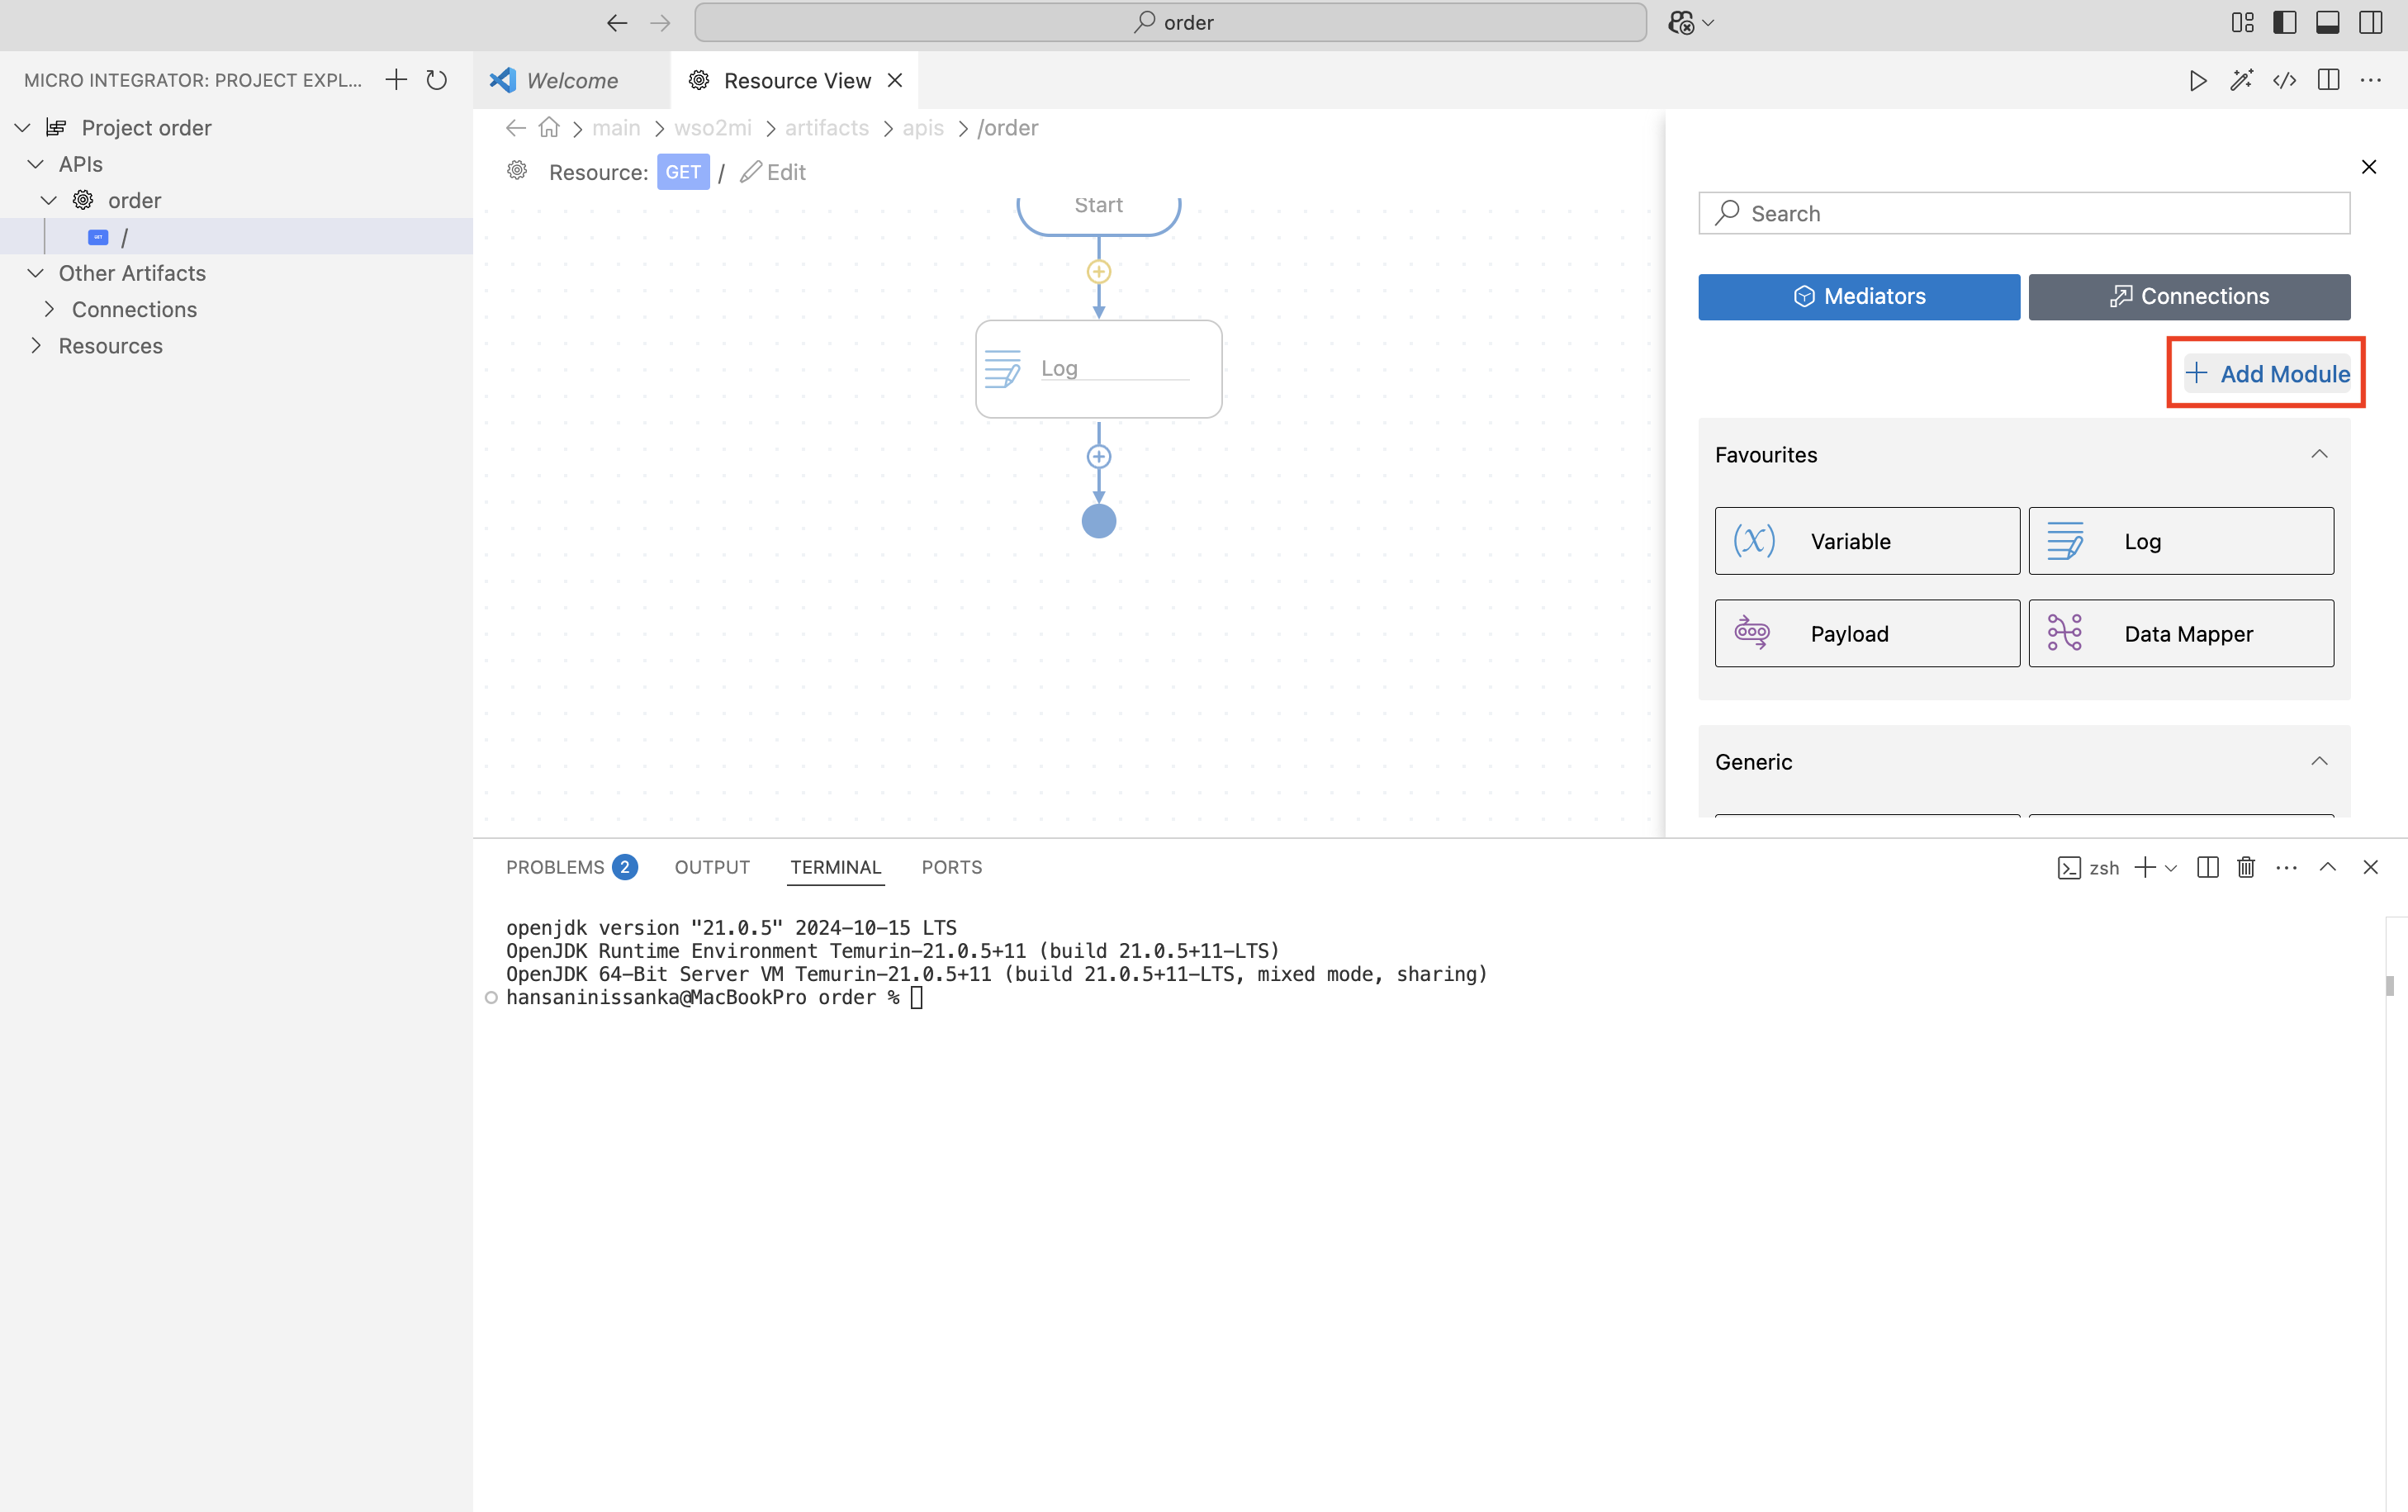 order
MICRO INTEGRATOR: PROJECT EXPL...
Project order
APIs
order
GET /
Other Artifacts
Connections
Resources
Welcome
Resource View
main > wso2mi > artifacts > apis > /order
Resource: GET / Edit
Start
Log
Search
Mediators
Connections
Add Module
Favourites
Variable
Log
Payload
Data Mapper
Generic
PROBLEMS 2 OUTPUT TERMINAL PORTS
zsh
openjdk version "21.0.5" 2024-10-15 LTS
OpenJDK Runtime Environment Temurin-21.0.5+11 (build 21.0.5+11-LTS)
OpenJDK 64-Bit Server VM Temurin-21.0.5+11 (build 21.0.5+11-LTS, mixed mode, sharing)
hansaninissanka@MacBookPro order %